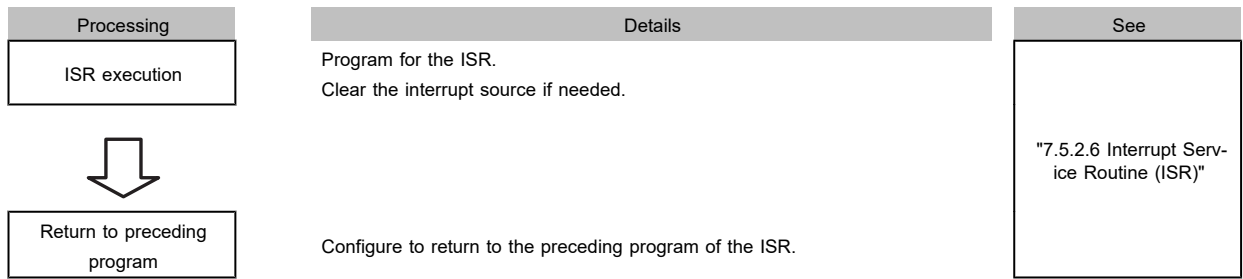 Processing
Details
See
ISR execution
Program for the ISR.
Clear the interrupt source if needed.
"7.5.2.6 Interrupt Serv-
ice Routine (ISR)"
Return to preceding
program
Configure to return to the preceding program of the ISR.